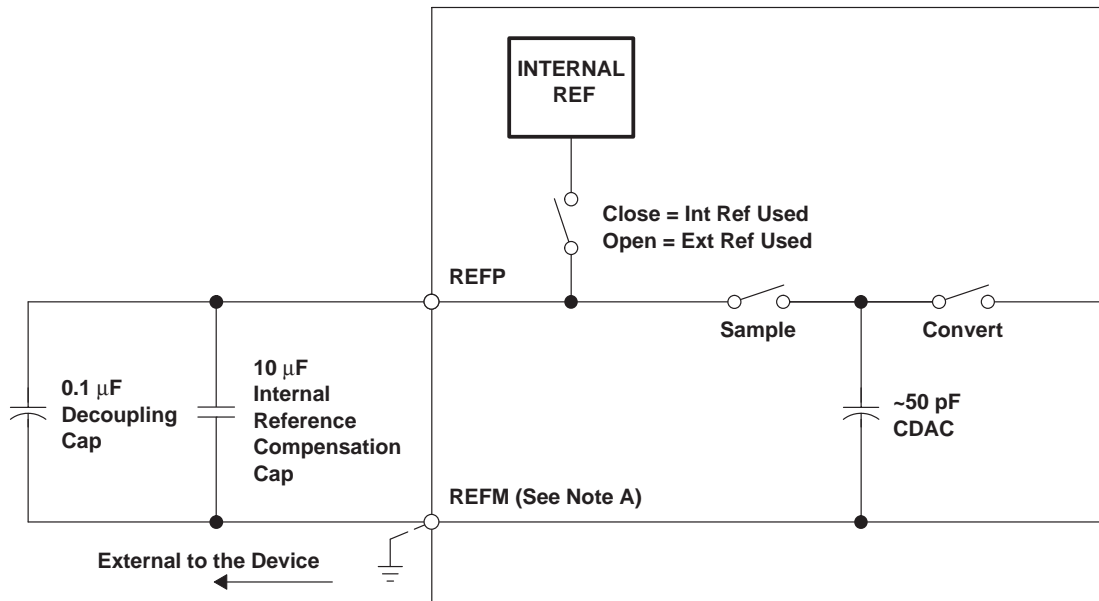 INTERNAL
REF
Close = Int Ref Used
Open = Ext Ref Used
REFP
Sample
Convert
0.1 μF
Decoupling
Cap
10 μF
Internal
Reference
Compensation
Cap
~50 pF
CDAC
REFM (See Note A)
External to the Device